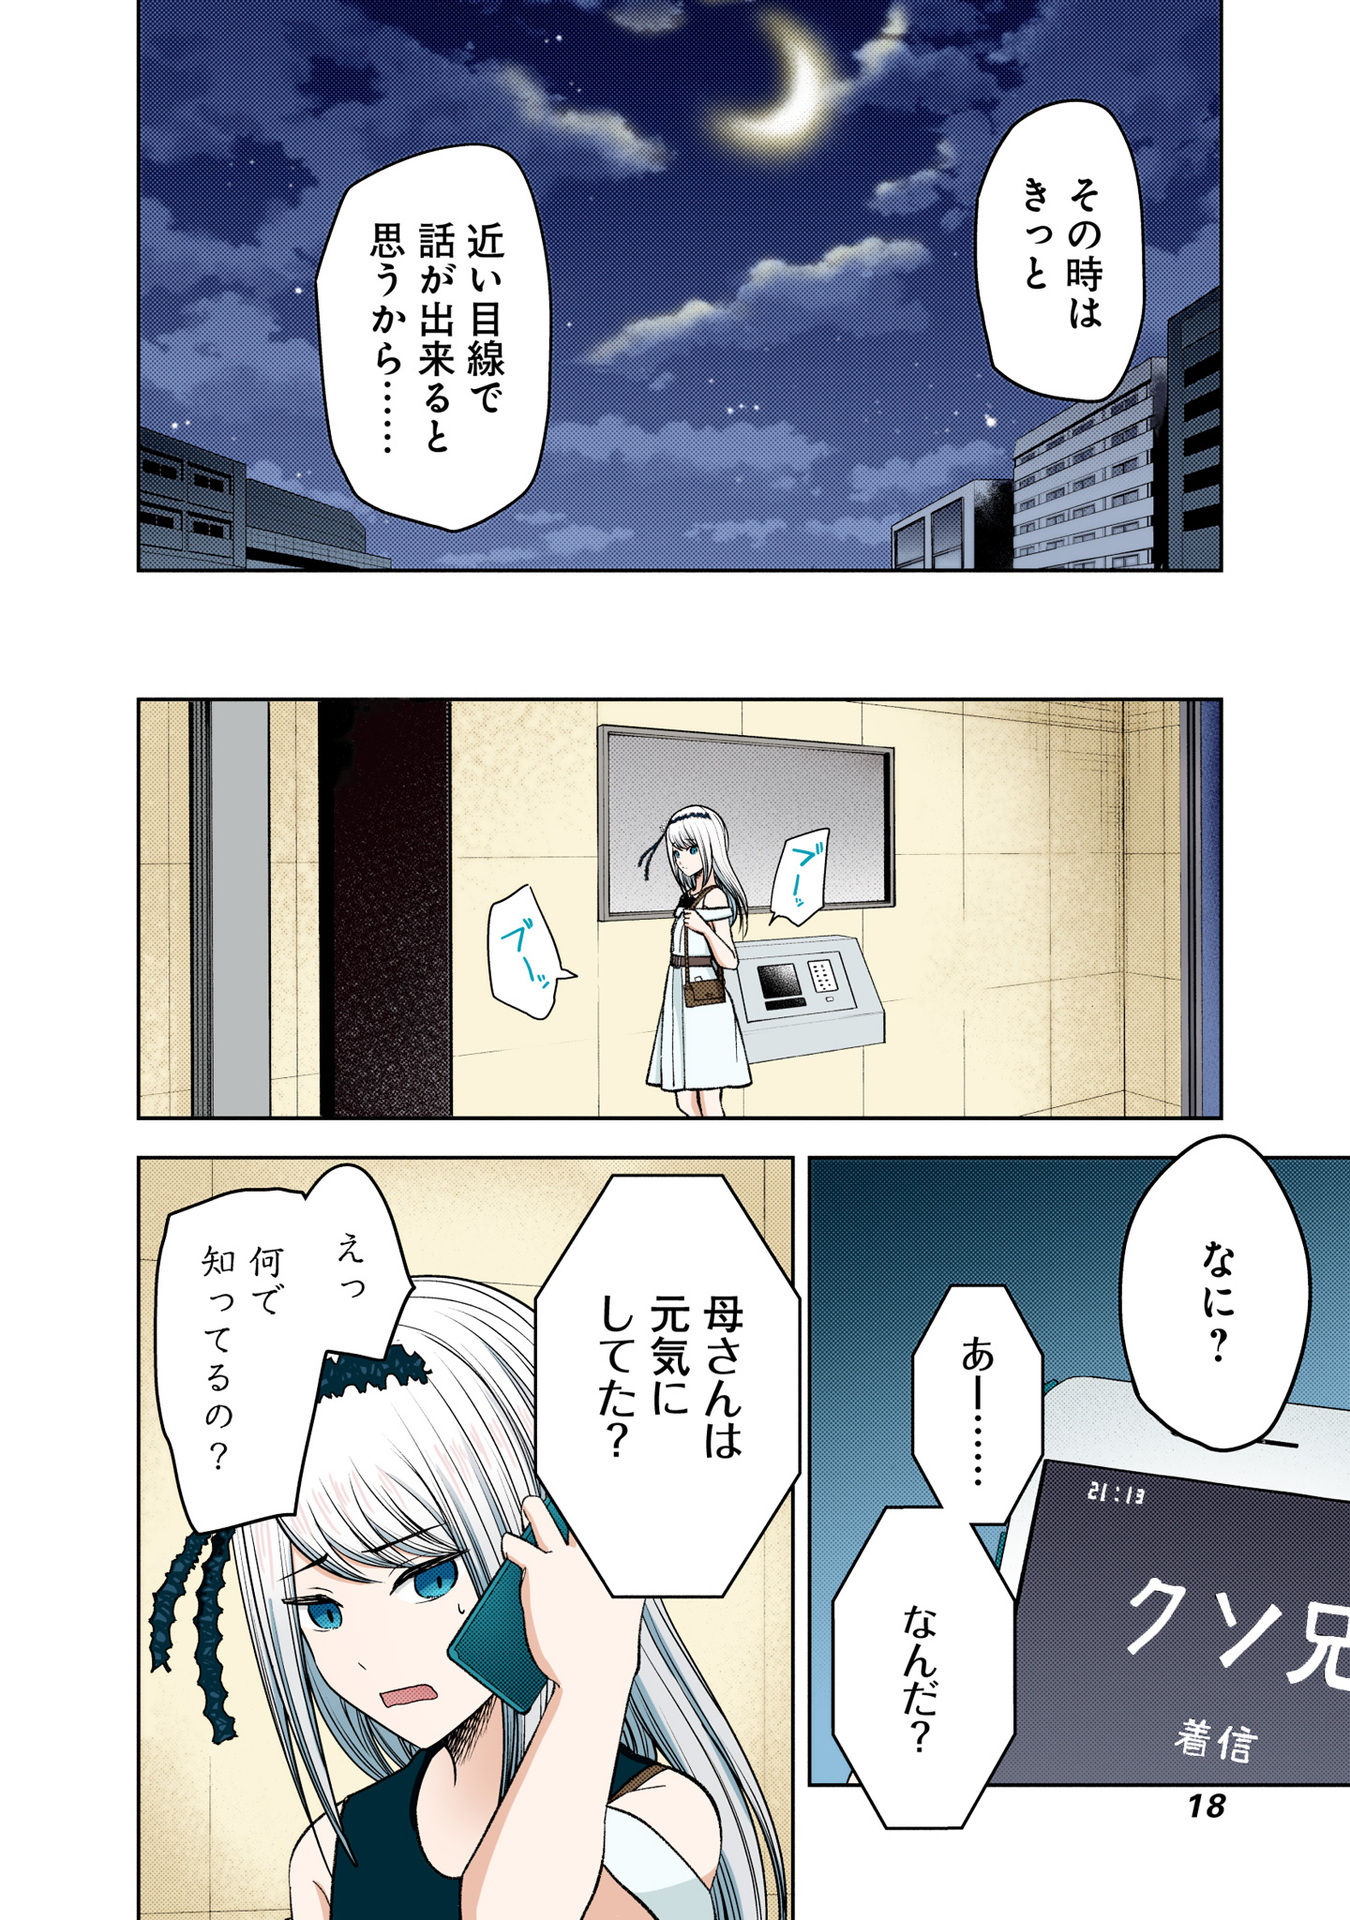 その時は
きっと
近い目線で
話が出来ると
思うから……
ブーッ
ブーッ
なに?
21:13
クソ兄
着信
あー……
なんだ?
母さんは
元気に
してた?
えっ
何で
知ってるの?
18